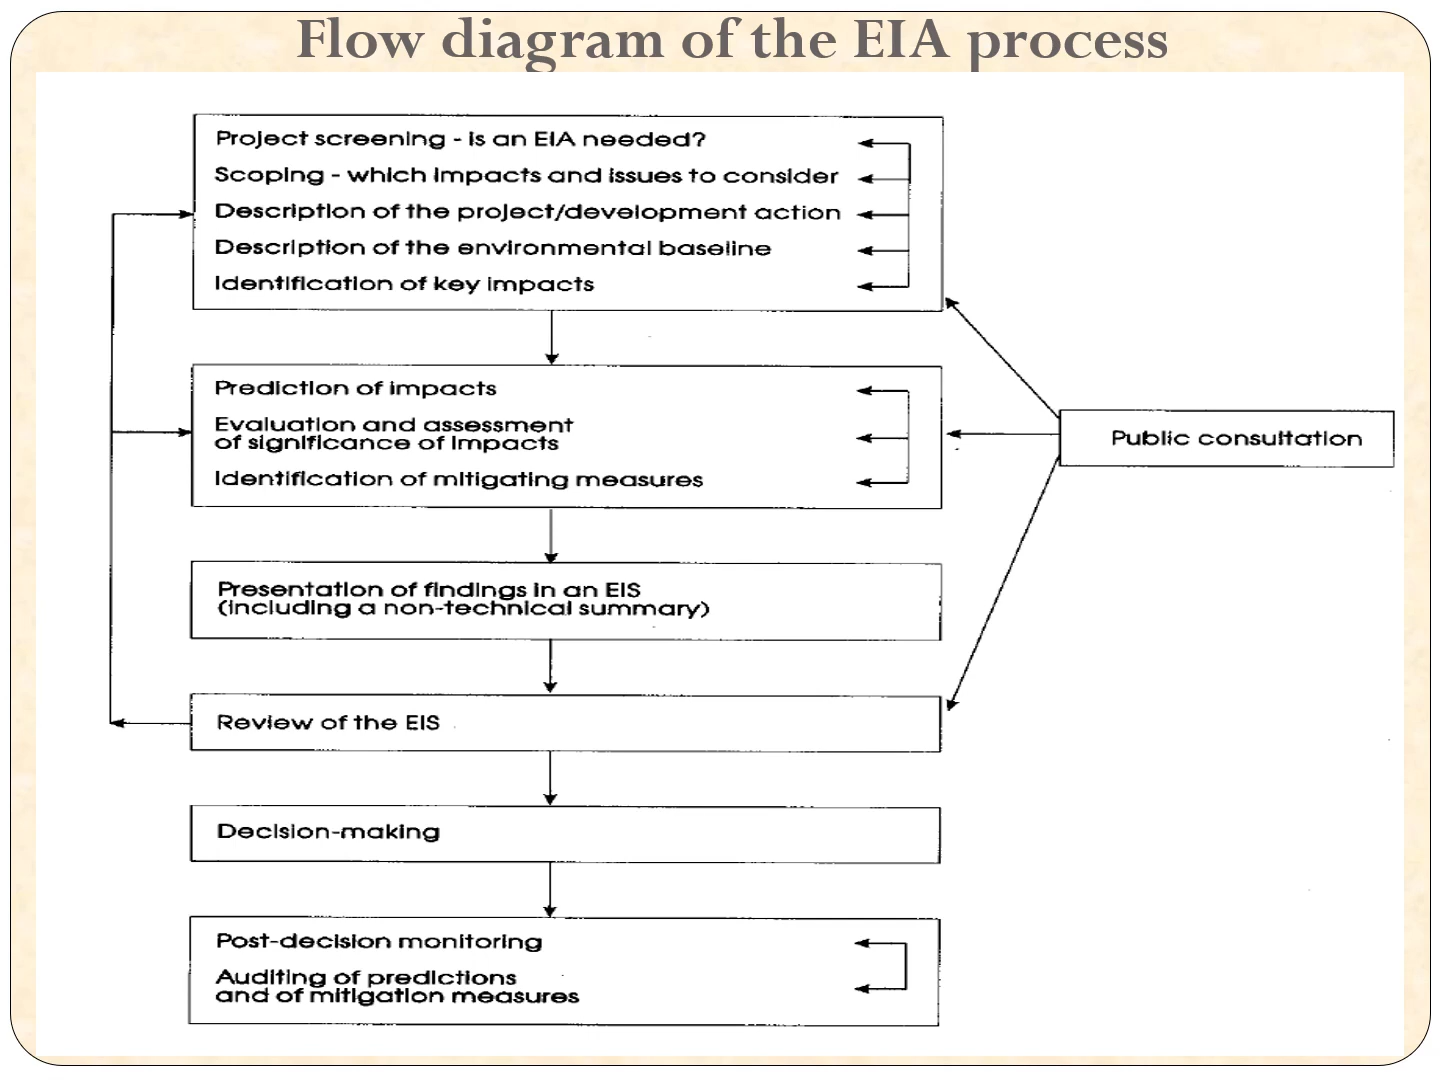 Flow diagram of the EIA process
Project screening - is an EIA needed?
Scoping - which impacts and issues to consider
Description of the project/development action
Description of the environmental baseline
Identification of key impacts
Prediction of impacts
Evaluation and assessment
of significance of impacts
Identification of mitigating measures
Public consultation
Presentation of findings in an EIS
(including a non-technical summary)
Review of the EIS
Decision-making
Post-decision monitoring
Auditing of predictions
and of mitigation measures